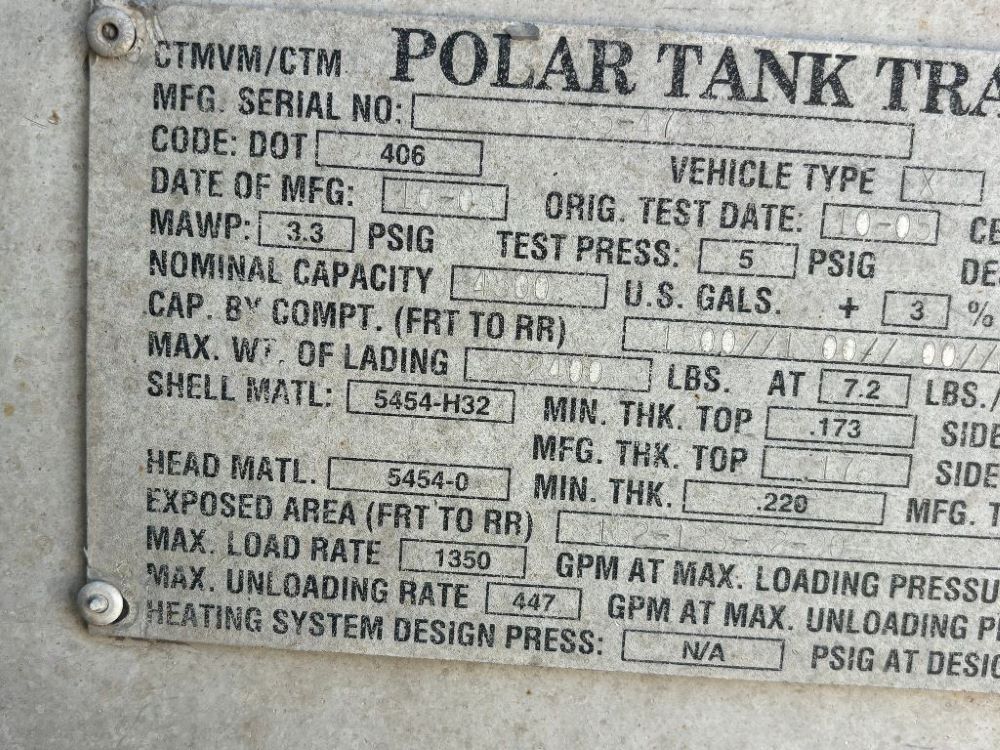 CTMVM/CTM POLAR TANK
MFG. SERIAL NO:
CODE: DOT 406 VEHICLE TYPE X
DATE OF MFG: ORIG. TEST DATE: 10-05
MAWP: 3.3 PSIG TEST PRESS: 5 PSIG
NOMINAL CAPACITY U.S. GALS. + 3 %
CAP. BY COMPT. (FRT TO RR)
MAX. WT. OF LADING LBS. AT 7.2 LBS./
SHELL MATL: 5454-H32 MIN. THK. TOP .173 SIDE
MFG. THK. TOP SIDE
HEAD MATL. 5454-0 MIN. THK. .220 MFG.
EXPOSED AREA (FRT TO RR)
MAX. LOAD RATE 1350 GPM AT MAX. LOADING
MAX. UNLOADING RATE 447 GPM AT MAX. UNLOADING
HEATING SYSTEM DESIGN PRESS: N/A PSIG AT